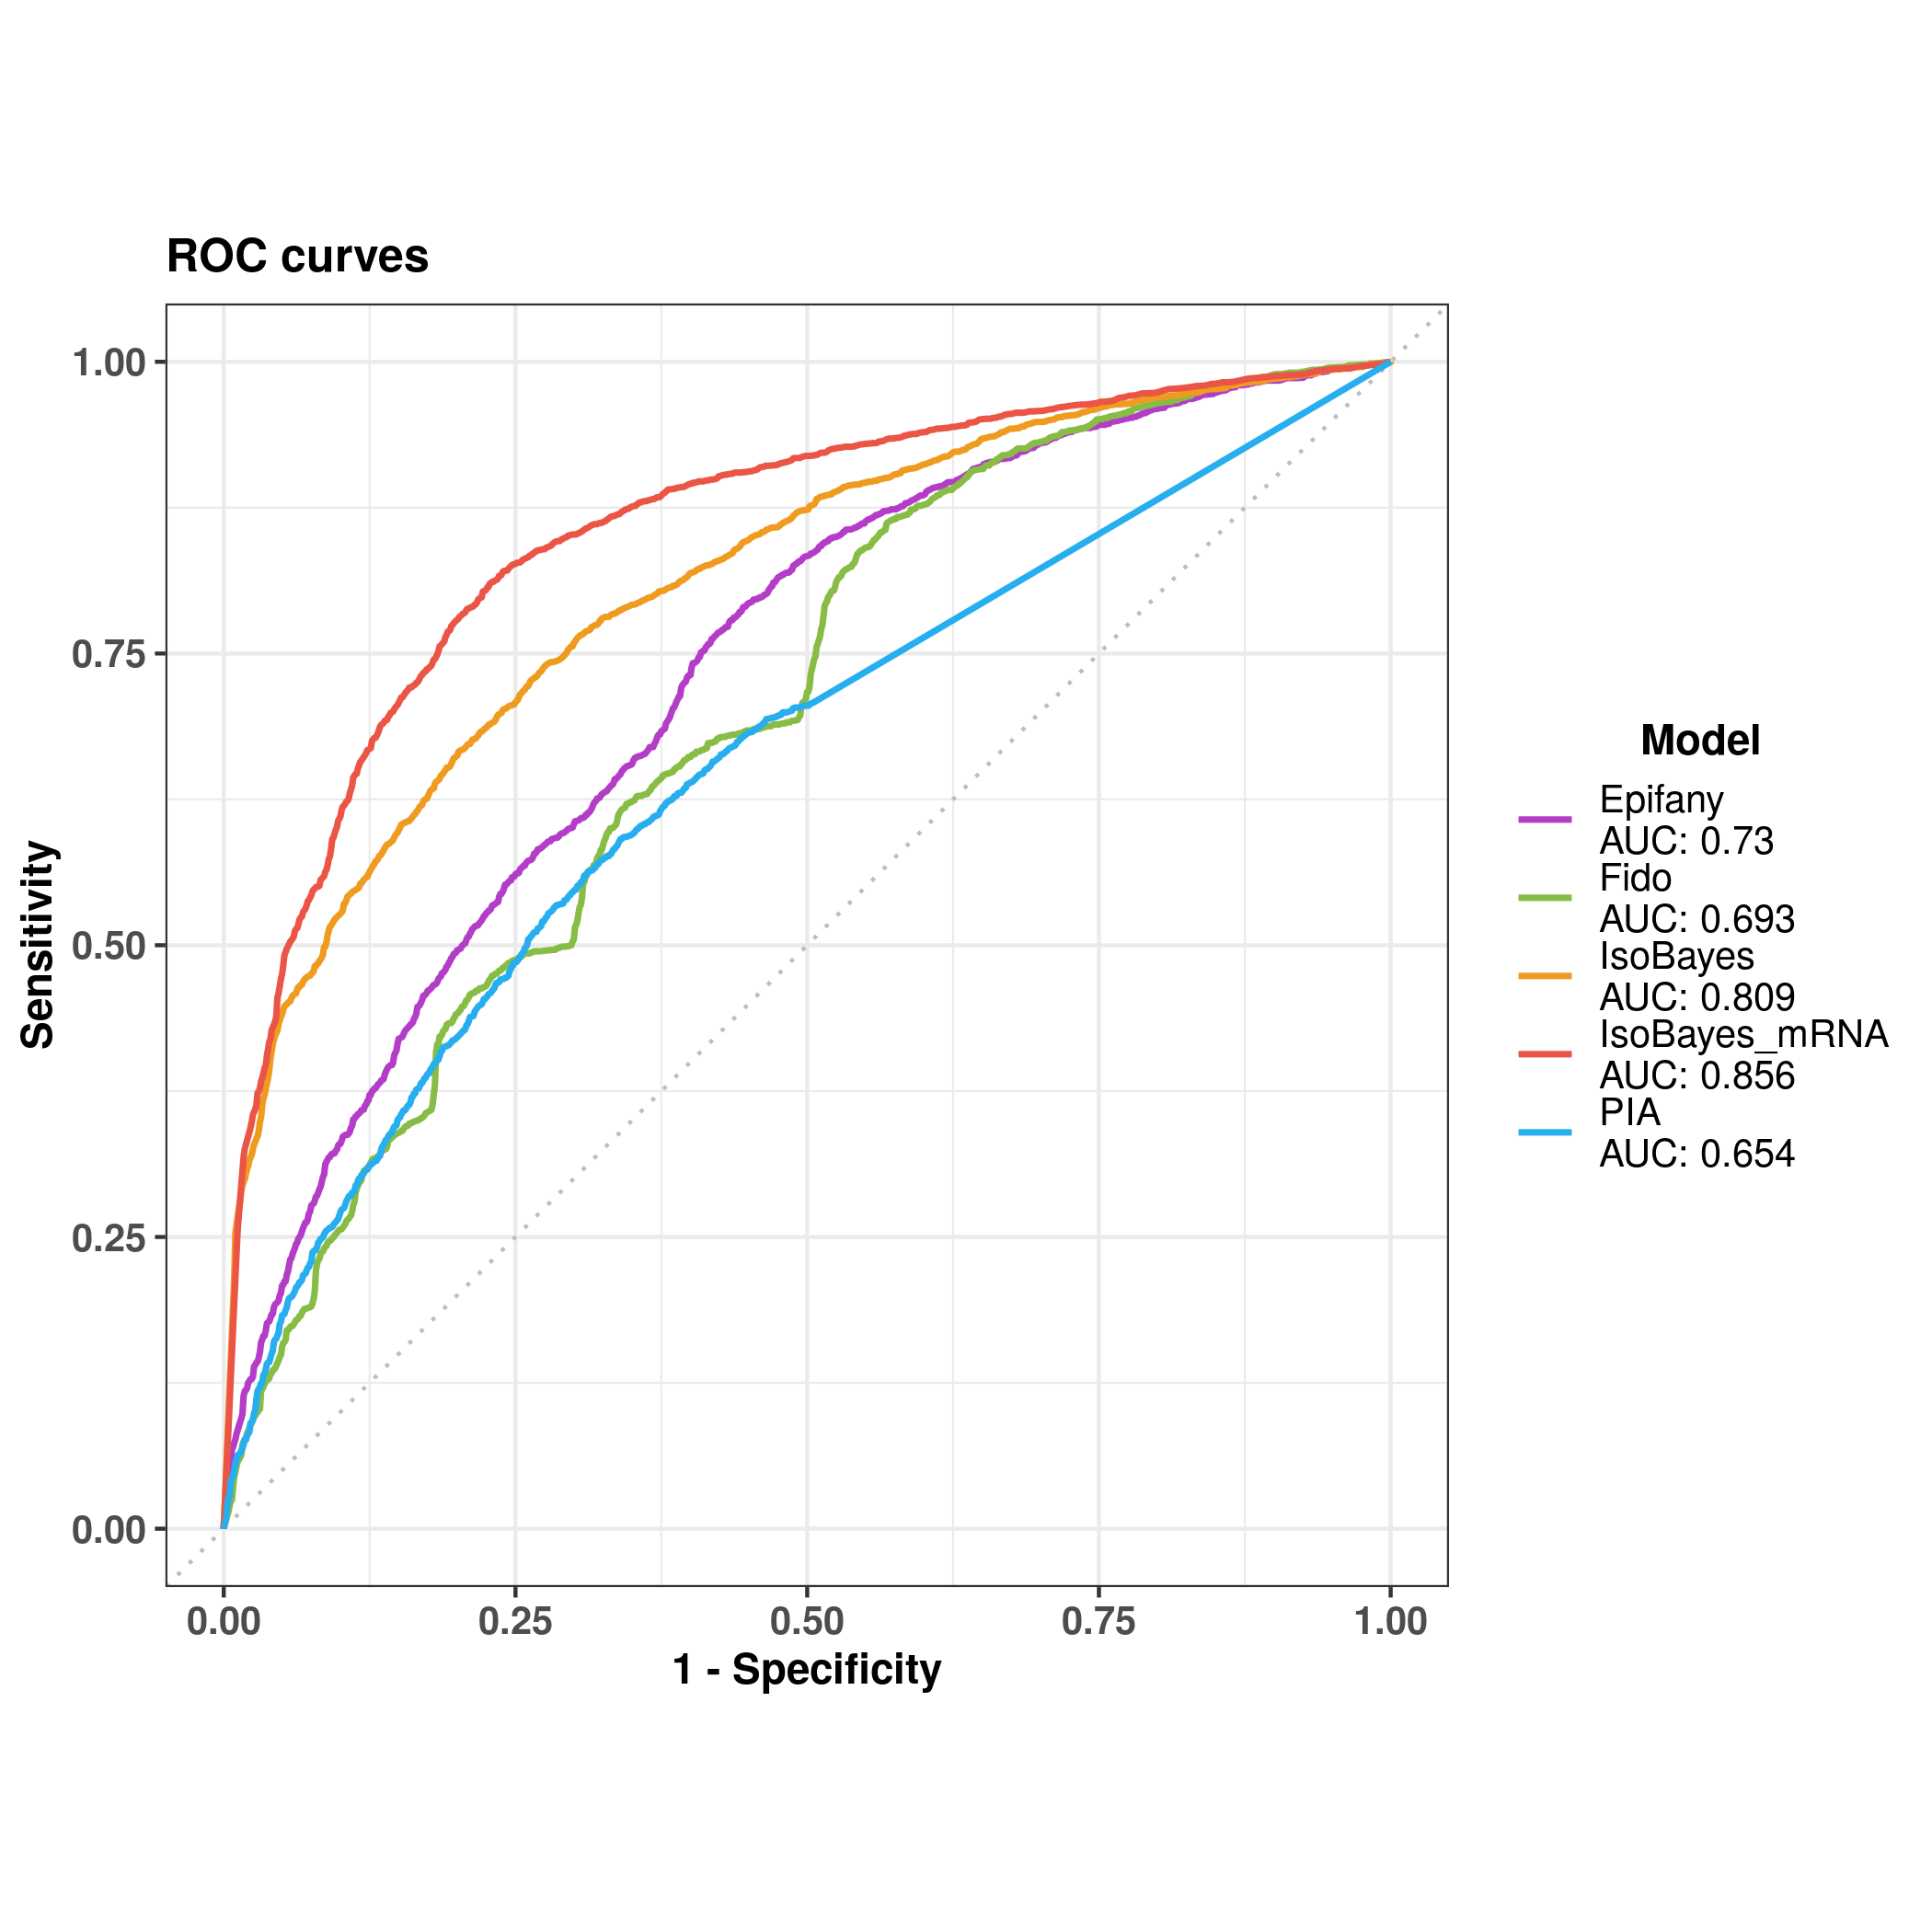 ROC curves
1.00
0.75
0.50
0.25
0.00
Sensitivity
0.00 0.25 0.50 0.75 1.00
1 - Specificity
Model
Epifany
AUC: 0.73
Fido
AUC: 0.693
IsoBayes
AUC: 0.809
IsoBayes_mRNA
AUC: 0.856
PIA
AUC: 0.654